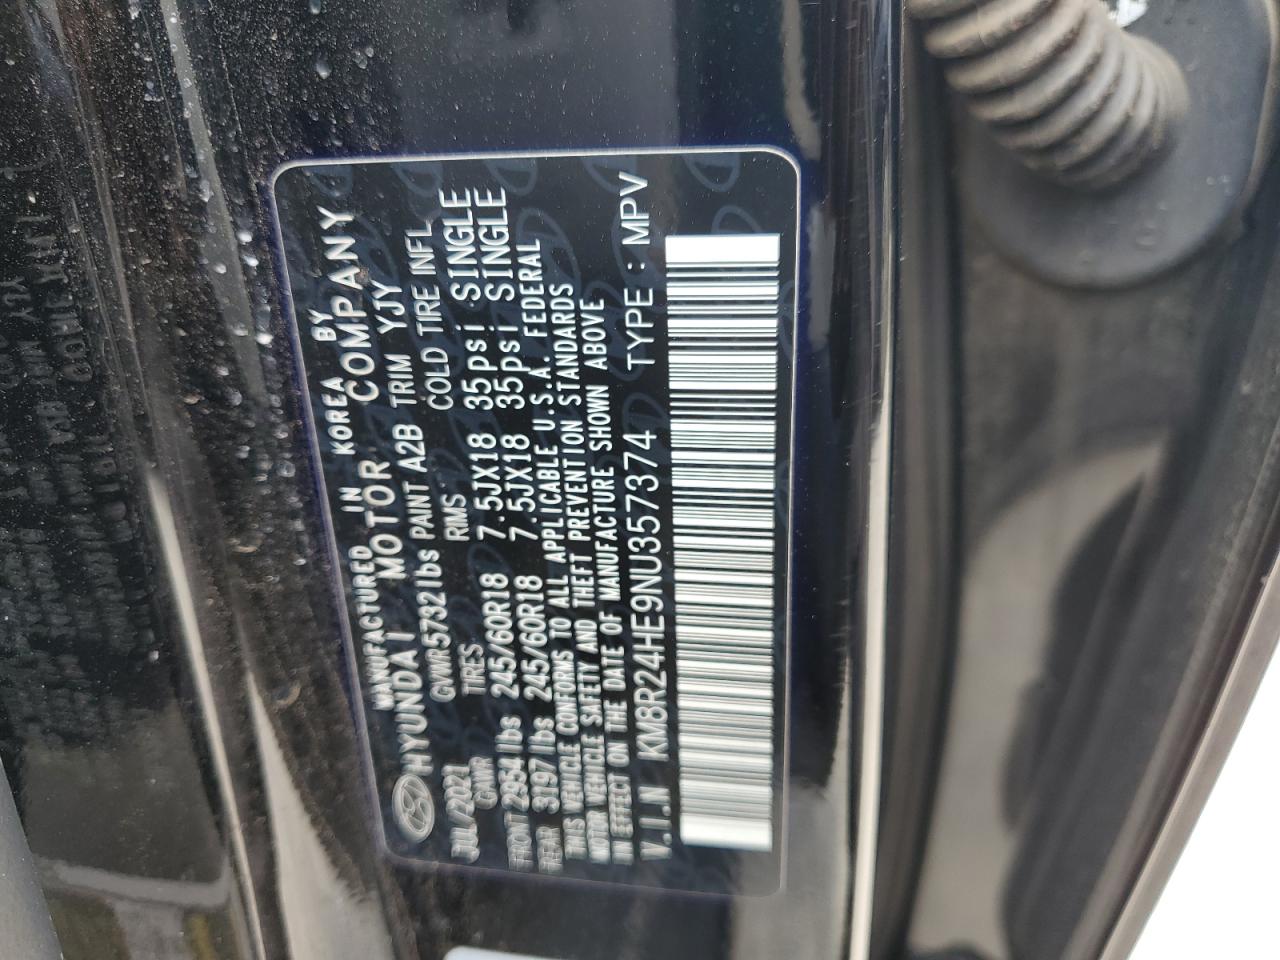 MANUFACTURED IN KOREA BY
HYUNDAI MOTOR COMPANY
JUL/2021 GVWR 5732lbs PAINT A2B TRIM YJY
GAWR TIRES RIMS COLD TIRE INFL
FRONT 2954lbs 245/60R18 7.5JX18 35psi SINGLE
REAR 3197lbs 245/60R18 7.5JX18 35psi SINGLE
THIS VEHICLE CONFORMS TO ALL APPLICABLE U.S.A. FEDERAL
MOTOR VEHICLE SAFETY AND THEFT PREVENTION STANDARDS
IN EFFECT ON THE DATE OF MANUFACTURE SHOWN ABOVE
V.I.N KM8R24HE9NU357374 TYPE : MPV